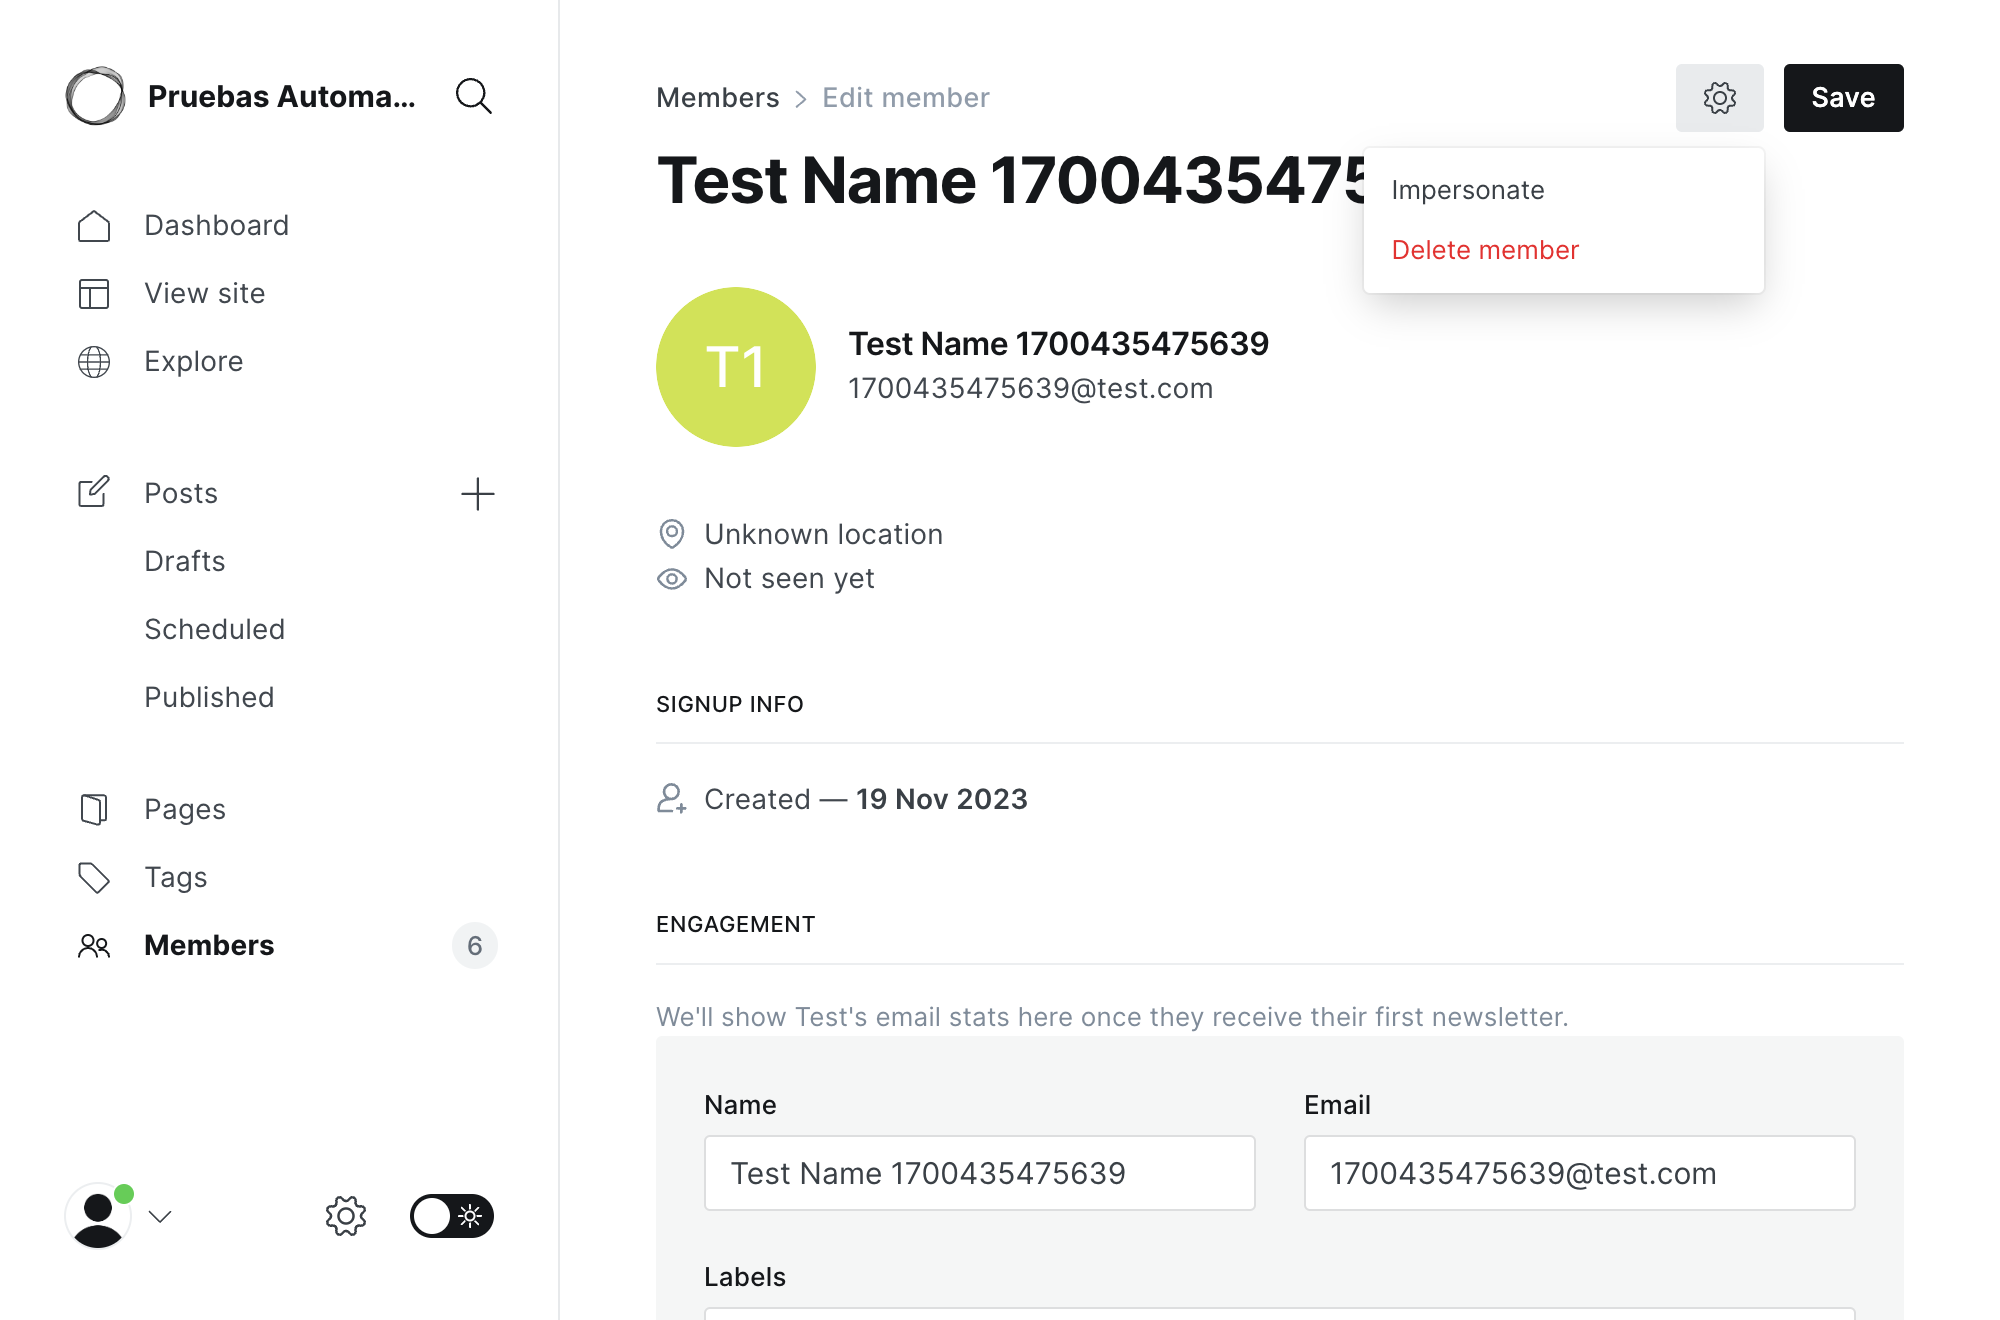 Pruebas Automa...
Dashboard
View site
Explore
Posts
Drafts
Scheduled
Published
Pages
Tags
Members 6
Members > Edit member
Save
Test Name 1700435475
Impersonate
Delete member
T1
Test Name 1700435475639
1700435475639@test.com
Unknown location
Not seen yet
SIGNUP INFO
Created — 19 Nov 2023
ENGAGEMENT
We'll show Test's email stats here once they receive their first newsletter.
Name Email
Test Name 1700435475639 1700435475639@test.com
Labels